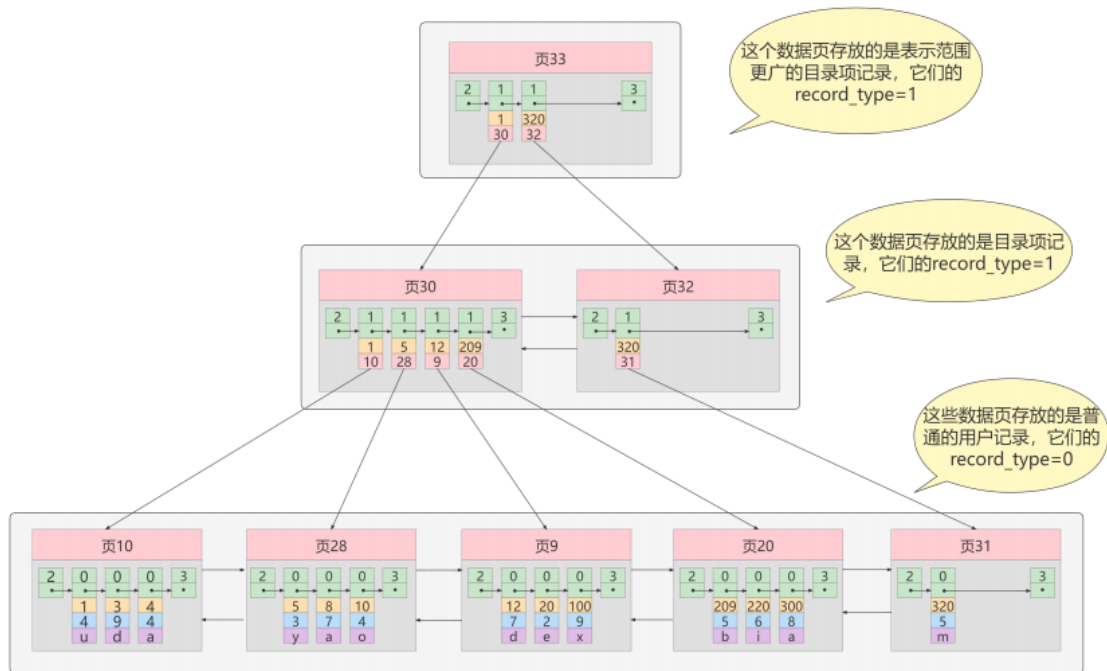 页33
2 1 1 3
1 320
30 32
这个数据页存放的是表示范围
更广的目录项记录，它们的
record_type=1
页30
2 1 1 1 1 3
1 5 12 209
10 28 9 20
页32
2 1 3
320
31
这个数据页存放的是目录项记
录，它们的record_type=1
这些数据页存放的是普
通的用户记录，它们的
record_type=0
页10
2 0 0 0 3
1 3 4
4 9 4
u d a
页28
2 0 0 0 3
5 8 10
3 7 4
y a o
页9
2 0 0 0 3
12 20 100
7 2 9
d e x
页20
2 0 0 0 3
209 220 300
5 6 8
b i a
页31
2 0 3
320
5
m